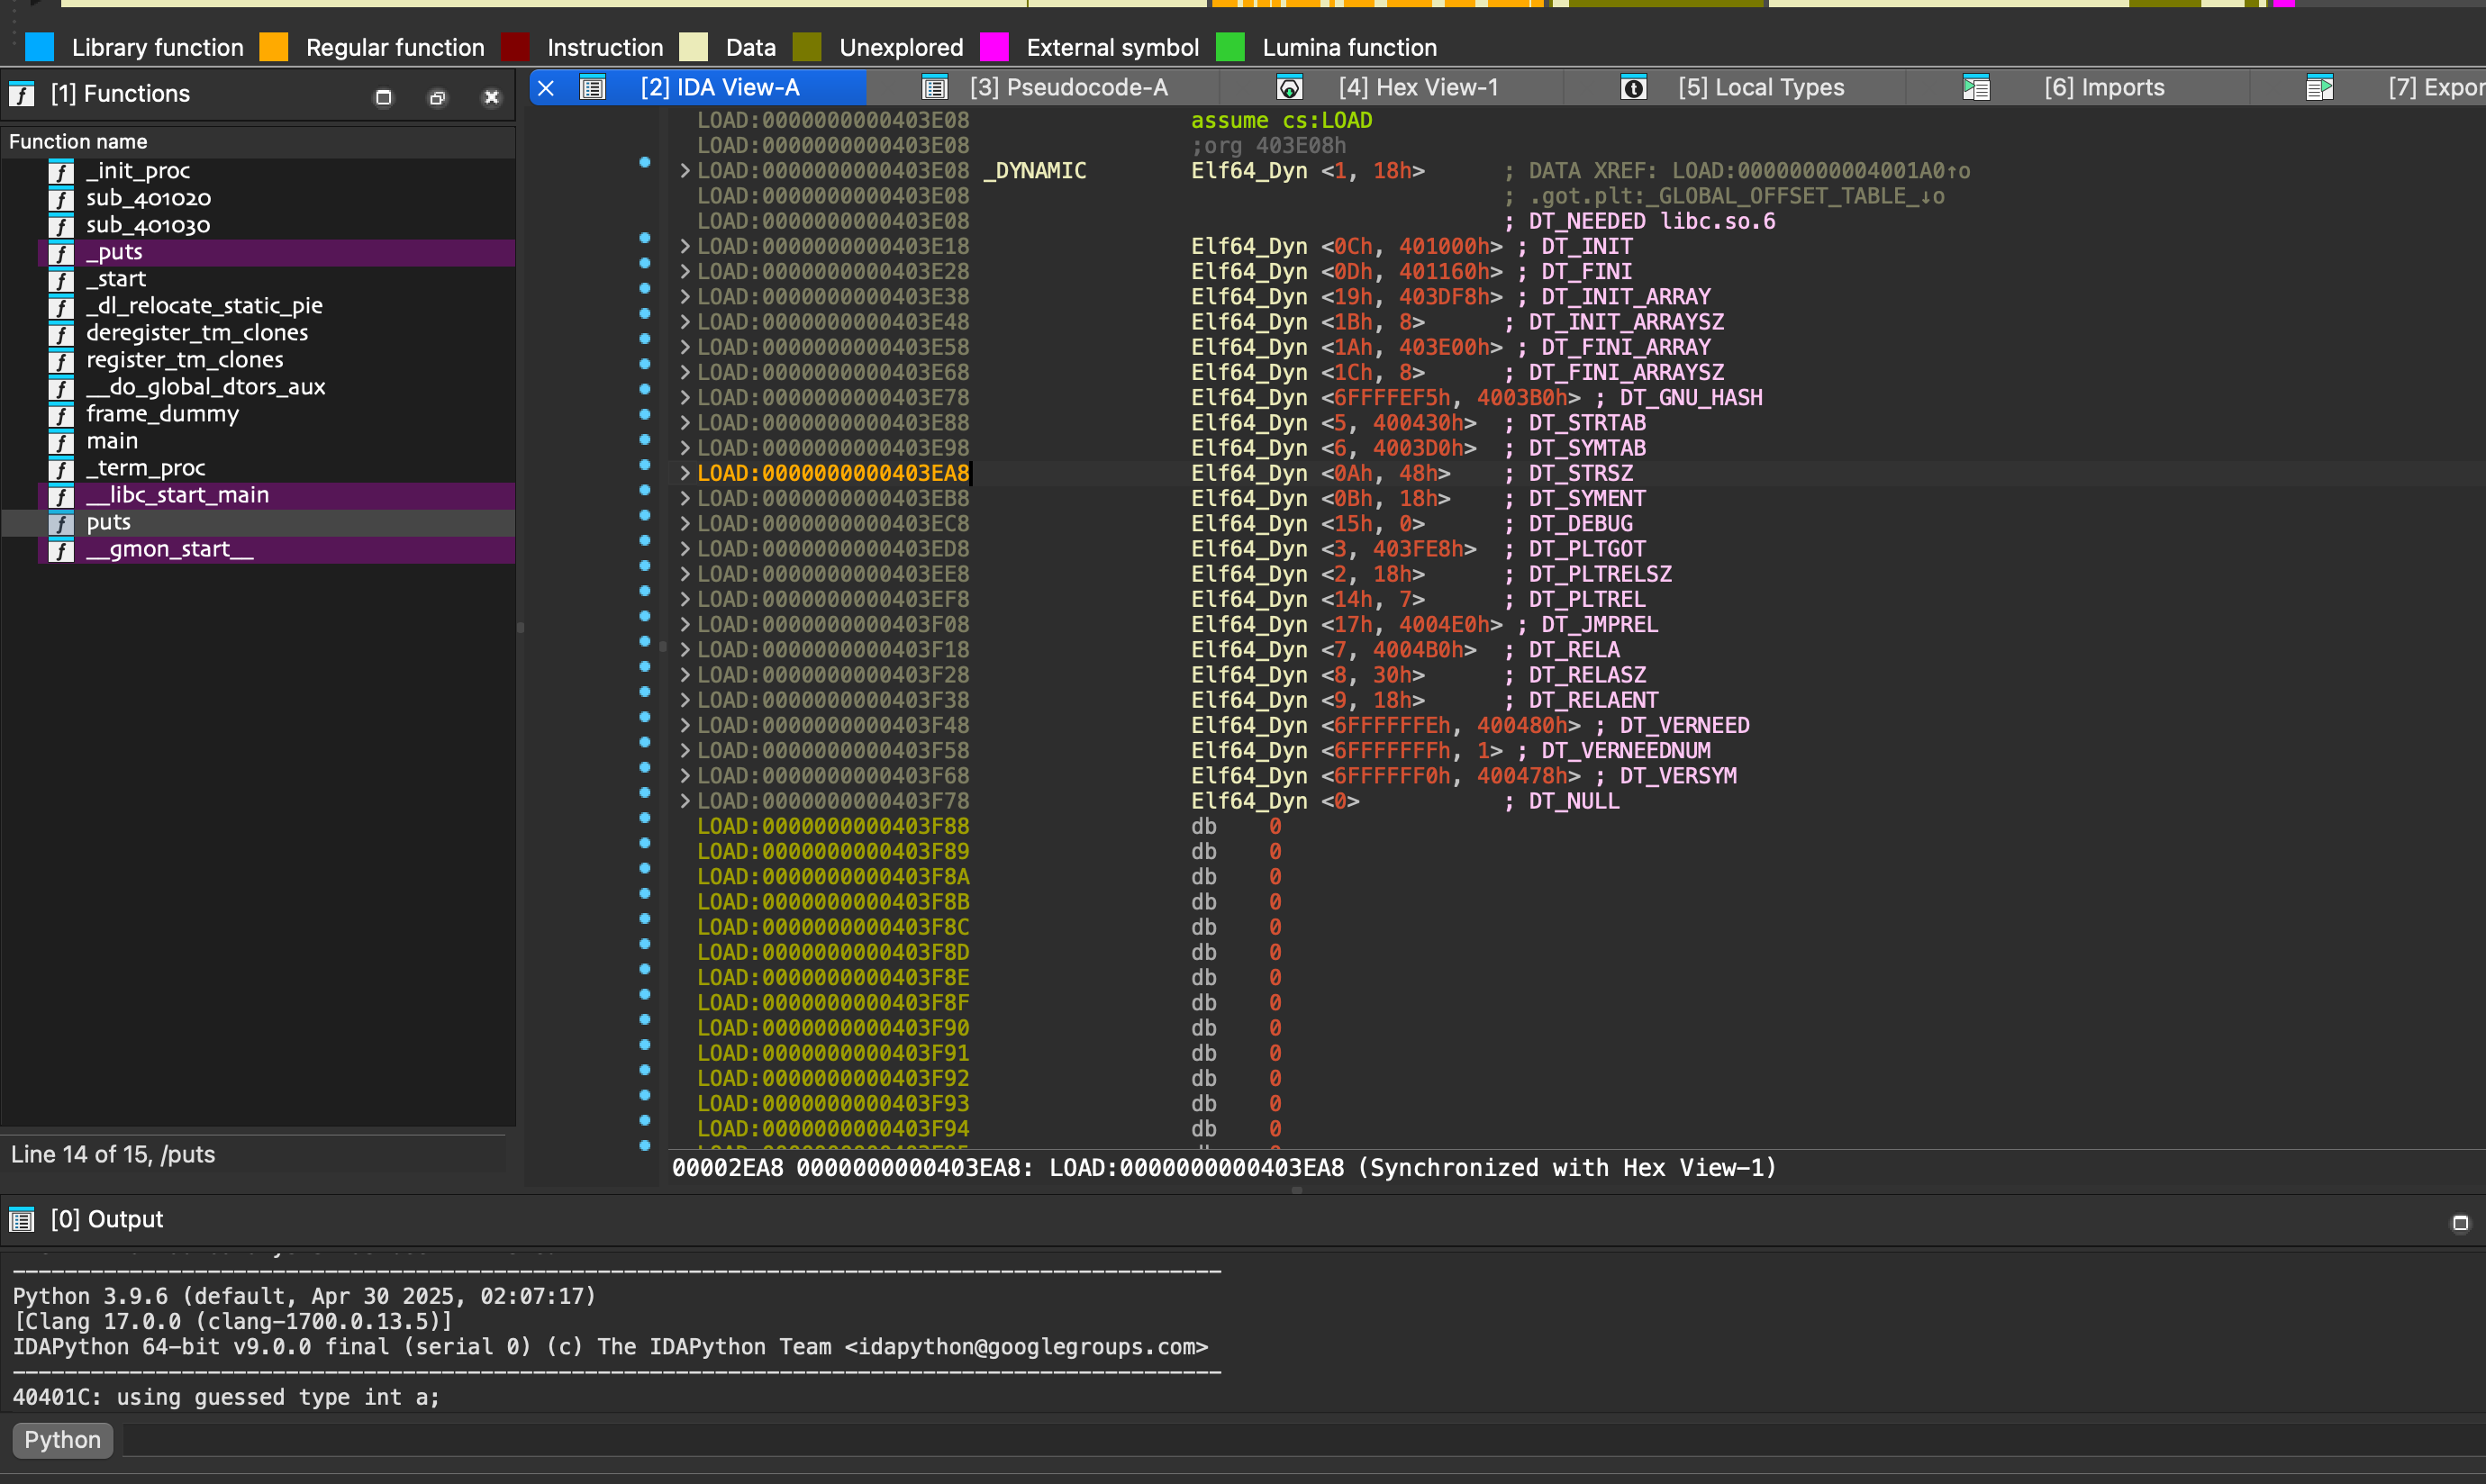 Library function Regular function Instruction Data Unexplored External symbol Lumina function
[1] Functions
[2] IDA View-A [3] Pseudocode-A [4] Hex View-1 [5] Local Types [6] Imports [7] Expor
Function name
_init_proc
sub_401020
sub_401030
_puts
_start
_dl_relocate_static_pie
deregister_tm_clones
register_tm_clones
__do_global_dtors_aux
frame_dummy
main
_term_proc
__libc_start_main
puts
__gmon_start__
Line 14 of 15, /puts
LOAD:0000000000403E08 assume cs:LOAD
LOAD:0000000000403E08 ;org 403E08h
LOAD:0000000000403E08 _DYNAMIC Elf64_Dyn <1, 18h> ; DATA XREF: LOAD:00000000004001A0↑o
LOAD:0000000000403E08 ; .got.plt:_GLOBAL_OFFSET_TABLE_↓o
LOAD:0000000000403E08 ; DT_NEEDED libc.so.6
LOAD:0000000000403E18 Elf64_Dyn <0Ch, 401000h> ; DT_INIT
LOAD:0000000000403E28 Elf64_Dyn <0Dh, 401160h> ; DT_FINI
LOAD:0000000000403E38 Elf64_Dyn <19h, 403DF8h> ; DT_INIT_ARRAY
LOAD:0000000000403E48 Elf64_Dyn <1Bh, 8> ; DT_INIT_ARRAYSZ
LOAD:0000000000403E58 Elf64_Dyn <1Ah, 403E00h> ; DT_FINI_ARRAY
LOAD:0000000000403E68 Elf64_Dyn <1Ch, 8> ; DT_FINI_ARRAYSZ
LOAD:0000000000403E78 Elf64_Dyn <6FFFFEF5h, 4003B0h> ; DT_GNU_HASH
LOAD:0000000000403E88 Elf64_Dyn <5, 400430h> ; DT_STRTAB
LOAD:0000000000403E98 Elf64_Dyn <6, 4003D0h> ; DT_SYMTAB
LOAD:0000000000403EA8 Elf64_Dyn <0Ah, 48h> ; DT_STRSZ
LOAD:0000000000403EB8 Elf64_Dyn <0Bh, 18h> ; DT_SYMENT
LOAD:0000000000403EC8 Elf64_Dyn <15h, 0> ; DT_DEBUG
LOAD:0000000000403ED8 Elf64_Dyn <3, 403FE8h> ; DT_PLTGOT
LOAD:0000000000403EE8 Elf64_Dyn <2, 18h> ; DT_PLTRELSZ
LOAD:0000000000403EF8 Elf64_Dyn <14h, 7> ; DT_PLTREL
LOAD:0000000000403F08 Elf64_Dyn <17h, 4004E0h> ; DT_JMPREL
LOAD:0000000000403F18 Elf64_Dyn <7, 4004B0h> ; DT_RELA
LOAD:0000000000403F28 Elf64_Dyn <8, 30h> ; DT_RELASZ
LOAD:0000000000403F38 Elf64_Dyn <9, 18h> ; DT_RELAENT
LOAD:0000000000403F48 Elf64_Dyn <6FFFFFFEh, 400480h> ; DT_VERNEED
LOAD:0000000000403F58 Elf64_Dyn <6FFFFFFFh, 1> ; DT_VERNEEDNUM
LOAD:0000000000403F68 Elf64_Dyn <6FFFFFF0h, 400478h> ; DT_VERSYM
LOAD:0000000000403F78 Elf64_Dyn <0> ; DT_NULL
LOAD:0000000000403F88 db 0
LOAD:0000000000403F89 db 0
LOAD:0000000000403F8A db 0
LOAD:0000000000403F8B db 0
LOAD:0000000000403F8C db 0
LOAD:0000000000403F8D db 0
LOAD:0000000000403F8E db 0
LOAD:0000000000403F8F db 0
LOAD:0000000000403F90 db 0
LOAD:0000000000403F91 db 0
LOAD:0000000000403F92 db 0
LOAD:0000000000403F93 db 0
LOAD:0000000000403F94 db 0
00002EA8 0000000000403EA8: LOAD:0000000000403EA8 (Synchronized with Hex View-1)
[0] Output
Python 3.9.6 (default, Apr 30 2025, 02:07:17)
[Clang 17.0.0 (clang-1700.0.13.5)]
IDAPython 64-bit v9.0.0 final (serial 0) (c) The IDAPython Team <idapython@googlegroups.com>
40401C: using guessed type int a;
Python